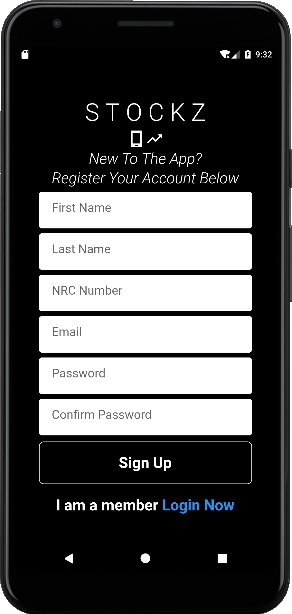 9:32
STOCKZ
New To The App?
Register Your Account Below
First Name
Last Name
NRC Number
Email
Password
Confirm Password
Sign Up
I am a member Login Now